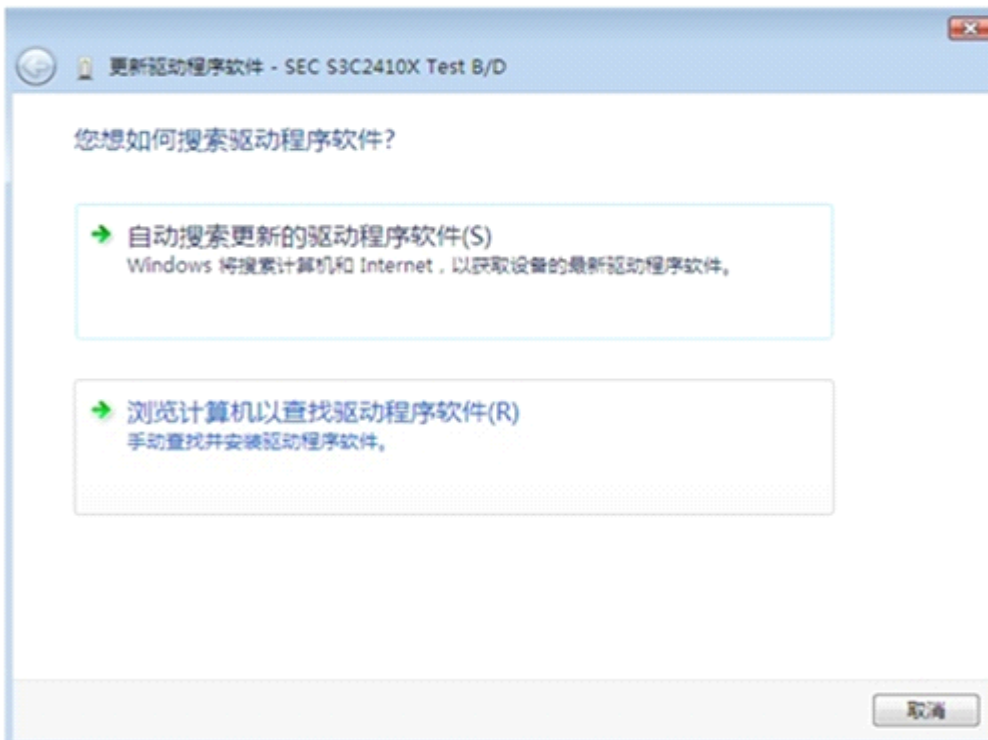 更新驱动程序软件 - SEC S3C2410X Test B/D
您想如何搜索驱动程序软件?
自动搜索更新的驱动程序软件(S)
Windows 将搜索计算机和 Internet，以获取设备的最新驱动程序软件。
浏览计算机以查找驱动程序软件(R)
手动查找并安装驱动程序软件。
取消